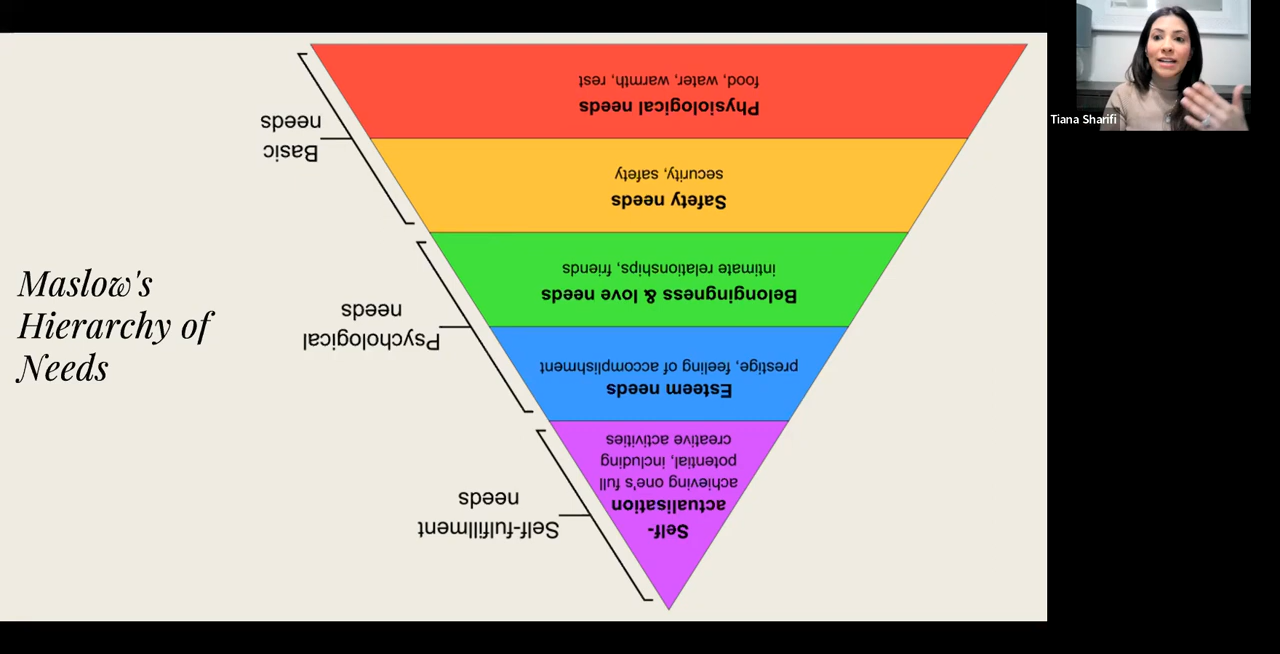 Maslow's
Hierarchy of
Needs
Basic
needs
Psychological
needs
Self-fulfillment
needs
Self-
actualisation
achieving one's full
potential, including
creative activities
Esteem needs
prestige, feeling of accomplishment
Belongingness & love needs
intimate relationships, friends
Safety needs
security, safety
Physiological needs
food, water, warmth, rest
Tiana Sharifi